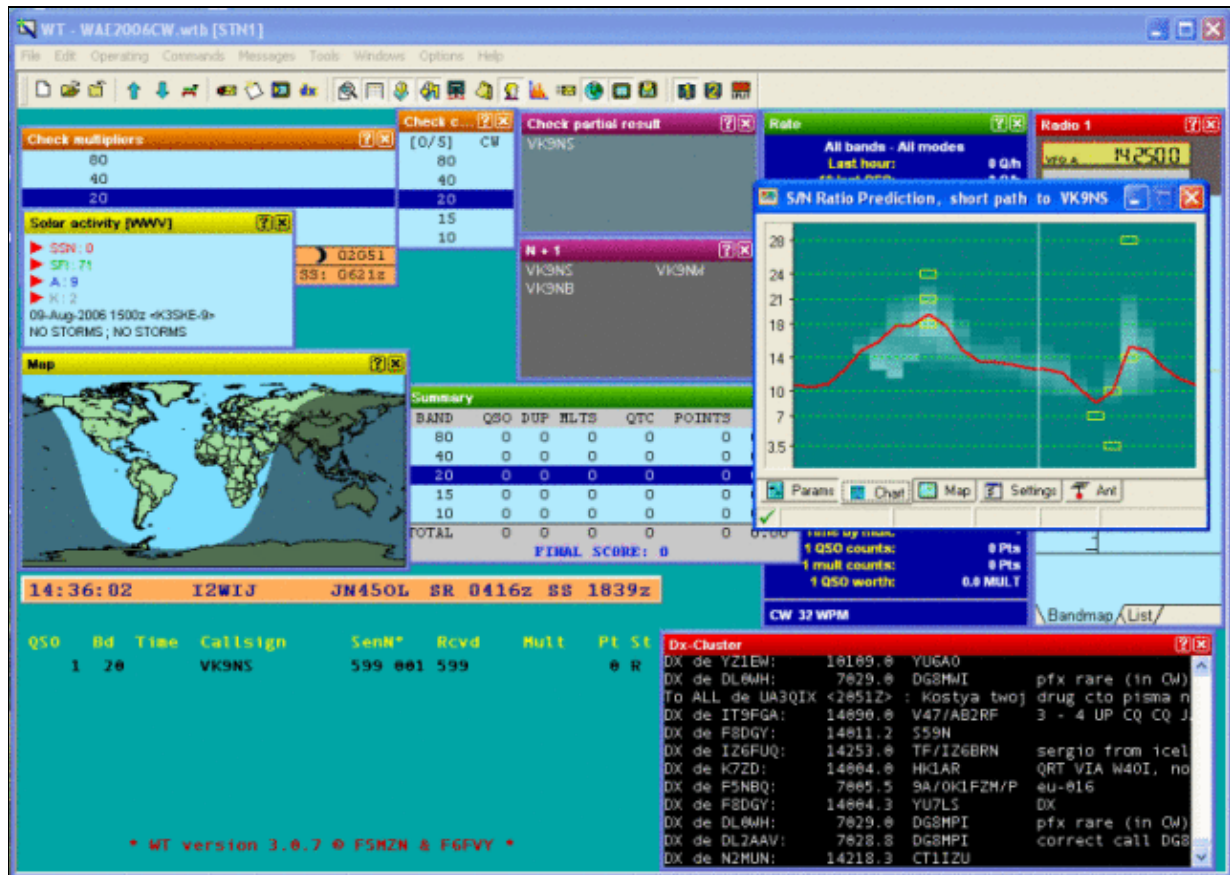 WT - WAE2006CW.wtb [STN1]
File Edit Operating Commands Messages Tools Windows Options Help
Check multipliers
80
40
20
02051
SS: 0621z
Check c...
[0/5] CW
80
40
20
15
10
Check partial result
VK9NS
N + 1
VK9NS VK9NW
VK9NB
Rate
All bands - All modes
Last hour: 0 Q/h
Radio 1
VFO A 14.250.0
S/N Ratio Prediction, short path to VK9NS
28
24
21
18
14
10
7
3.5
Params Chart Map Settings Ant
Solar activity [WWV]
SSN : 0
SFI : 71
A : 9
K : 2
09-Aug-2006 1500z <K3SKE-9>
NO STORMS ; NO STORMS
Map
Summary
BAND QSO DUP MLTS QTC POINTS
80 0 0 0 0 0
40 0 0 0 0 0
20 0 0 0 0 0
15 0 0 0 0 0
10 0 0 0 0 0
TOTAL 0 0 0 0 0 0.00
FINAL SCORE: 0
Time by mult:
1 QSO counts: 0 Pts
1 mult counts: 0 Pts
1 QSO worth: 0.0 MULT
CW 32 WPM
Bandmap List
14:36:02 I2WIJ JN45OL SR 0416z SS 1839z
QSO Bd Time Callsign SenN° Rcvd Mult Pt St
1 20 VK9NS 599 001 599 0 R
* WT version 3.0.7 © F5MZN & F6FVY *
Dx-Cluster
DX de YZ1EW: 10109.0 YU6AO
DX de DL0WH: 7029.0 DG8MWI pfx rare (in CW)
To ALL de UA3QIX <2051Z> : Kostya twoj drug cto pisma n
DX de IT9FGA: 14090.0 V47/AB2RF 3 - 4 UP CQ CQ J
DX de F8DGY: 14011.2 S59N
DX de IZ6FUQ: 14253.0 TF/IZ6BRN sergio from icel
DX de K7ZD: 14004.0 HK1AR QRT VIA W4OI, no
DX de F5NBQ: 7005.5 9A/OK1FZM/P eu-016
DX de F8DGY: 14004.3 YU7LS DX
DX de DL0WH: 7029.0 DG8MPI pfx rare (in CW)
DX de DL2AAV: 7028.8 DG8MPI correct call DG8
DX de N2MUN: 14218.3 CT1IZU